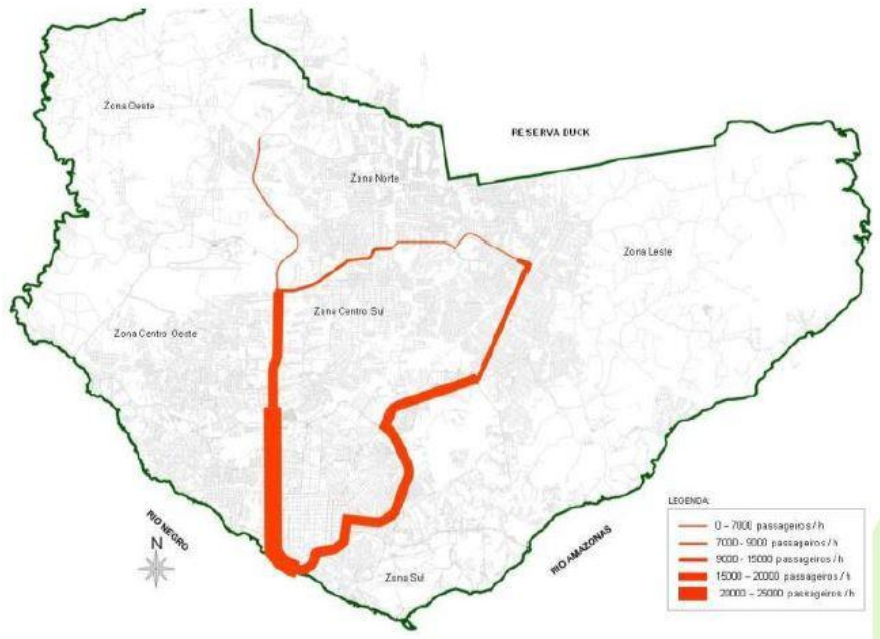 Zona Oeste
RESERVA DUCK
Zona Norte
Zona Leste
Zona Centro Sul
Zona Centro Oeste
RIO NEGRO
N
Zona Sul
RIO AMAZONAS
LEGENDA:
0 - 7000 passageiros / h
7000 - 9000 passageiros / h
9000 - 15000 passageiros / h
15000 - 20000 passageiros / h
20000 - 25000 passageiros / h